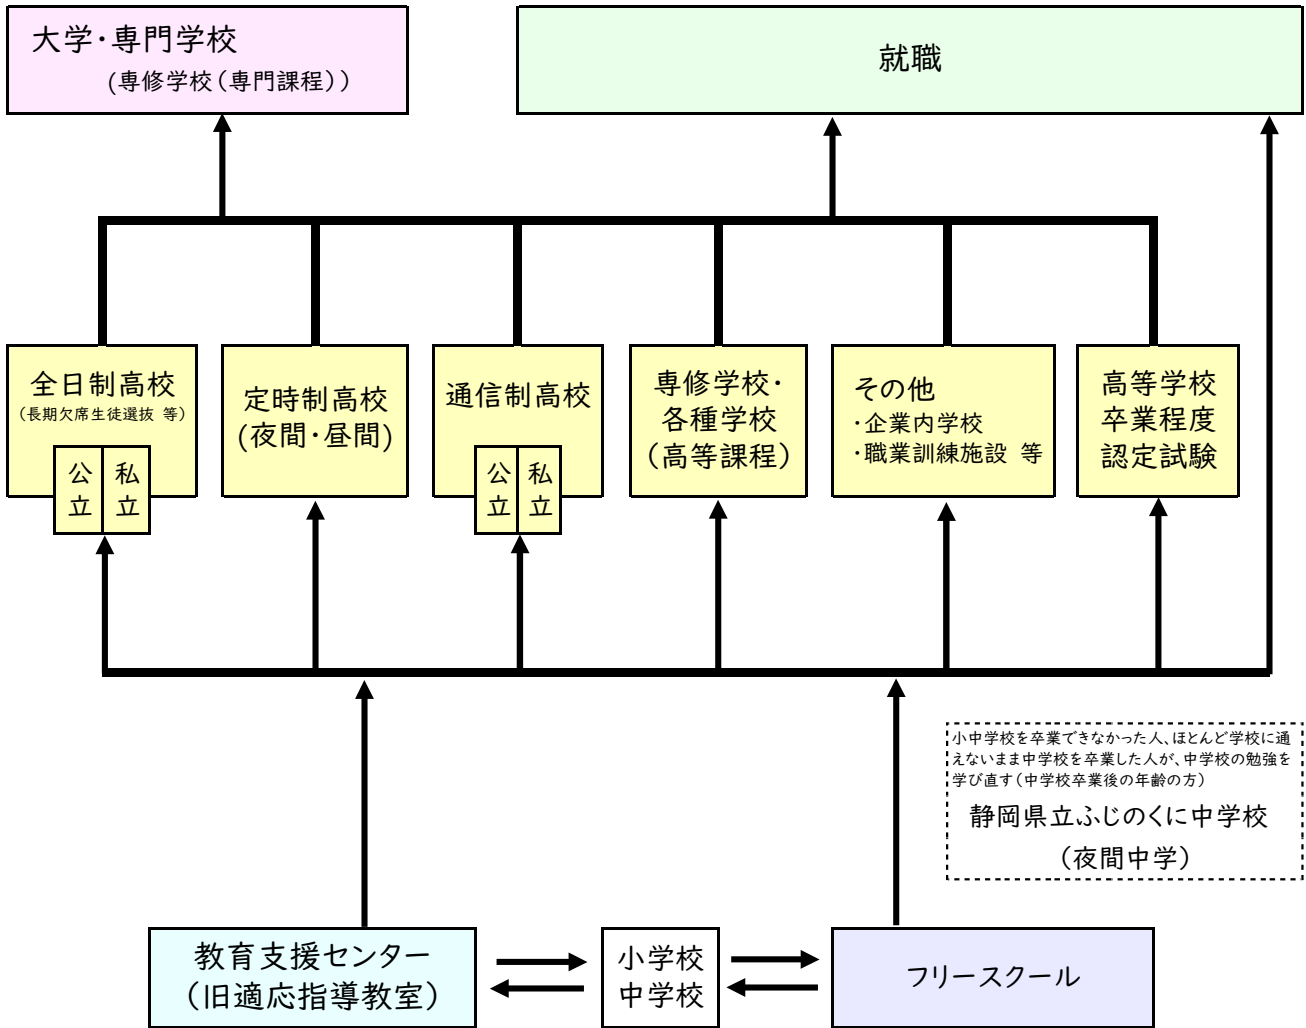 大学・専門学校
(専修学校（専門課程））
就職
全日制高校
（長期欠席生徒選抜 等）
公立
私立
定時制高校
(夜間・昼間)
通信制高校
公立
私立
専修学校・
各種学校
（高等課程）
その他
・企業内学校
・職業訓練施設 等
高等学校
卒業程度
認定試験
小中学校を卒業できなかった人、ほとんど学校に通
えないまま中学校を卒業した人が、中学校の勉強を
学び直す（中学校卒業後の年齢の方）
静岡県立ふじのくに中学校
（夜間中学）
教育支援センター
（旧適応指導教室）
小学校
中学校
フリースクール